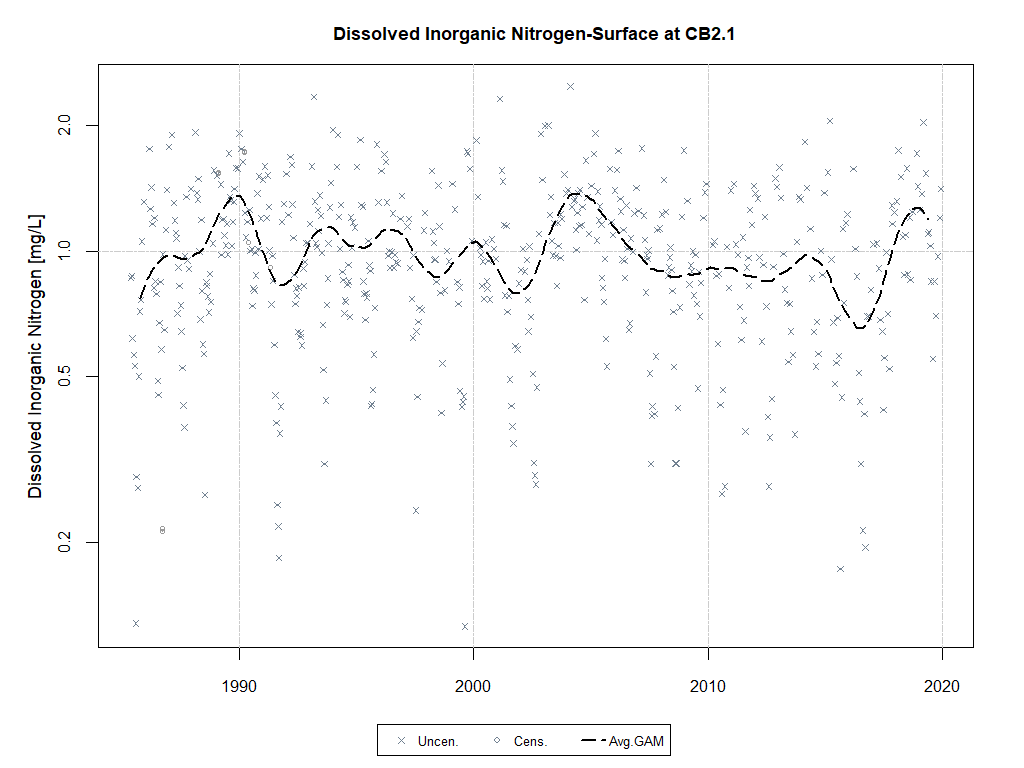 Dissolved Inorganic Nitrogen-Surface at CB2.1
Dissolved Inorganic Nitrogen [mg/L]
2.0
1.0
0.5
0.2
1990 2000 2010 2020
Uncen. Cens. Avg.GAM